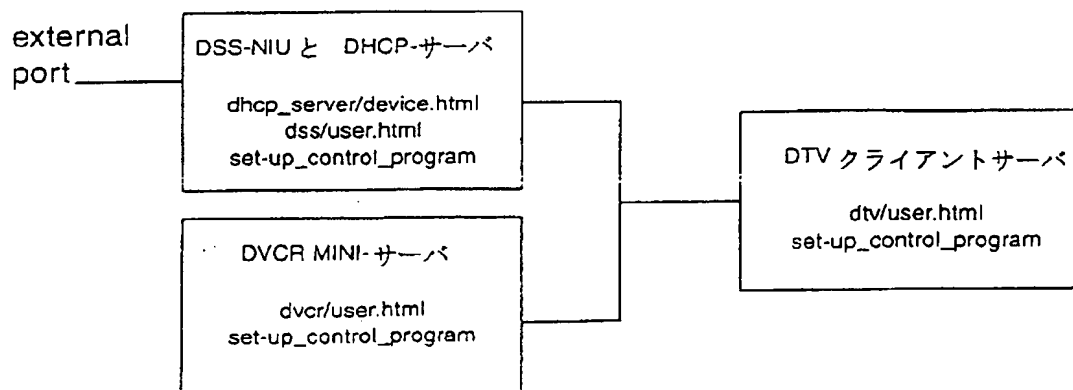 external
port
DSS-NIU と DHCP-サーバ
dhcp_server/device.html
dss/user.html
set-up_control_program
DVCR MINI-サーバ
dvcr/user.html
set-up_control_program
DTV クライアントサーバ
dtv/user.html
set-up_control_program